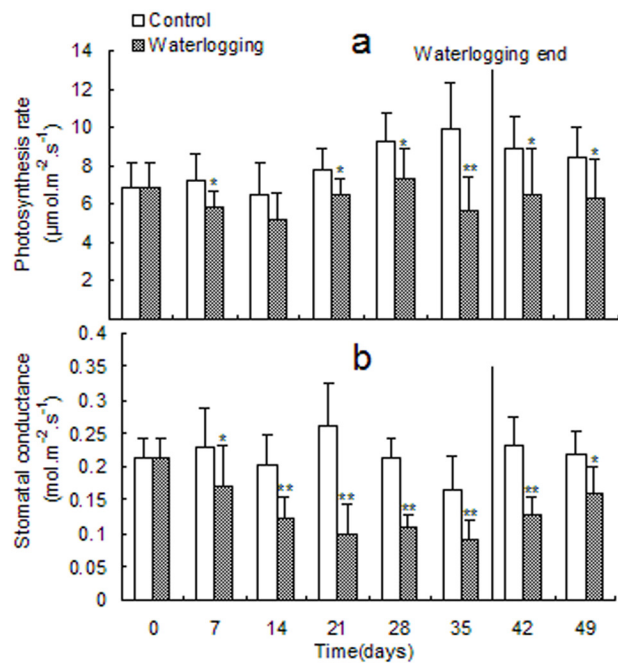 Control
Waterlogging
a
Waterlogging end
Photosynthesis rate
(µmol.m⁻².s⁻¹)
14
12
10
8
6
4
2
* * * ** * *
b
Stomatal conductance
(mol.m⁻².s⁻¹)
0.4
0.35
0.3
0.25
0.2
0.15
0.1
0.05
0
* ** ** ** ** ** *
0 7 14 21 28 35 42 49
Time(days)